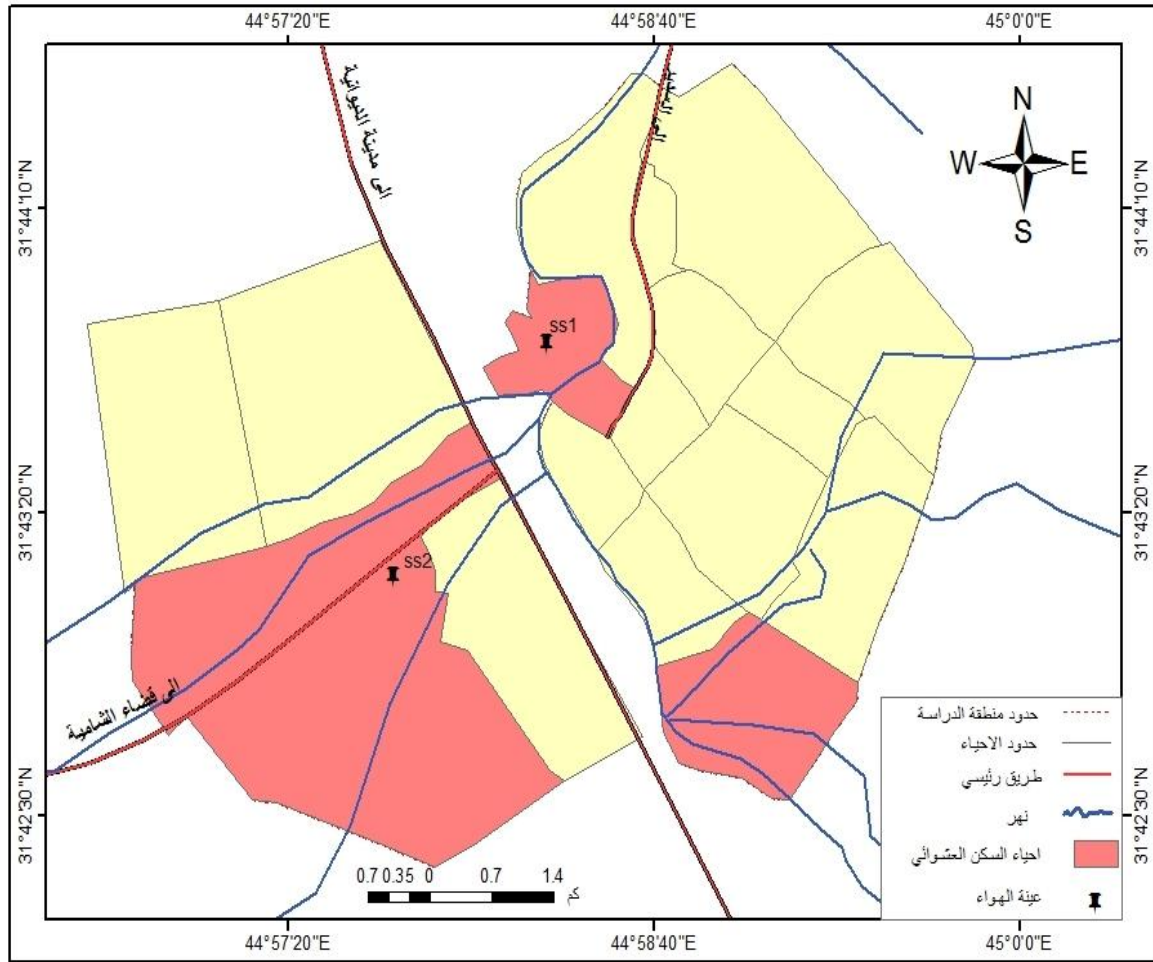 44°57'20"E
44°58'40"E
45°0'0"E
31°44'10"N
31°44'10"N
31°43'20"N
31°43'20"N
31°42'30"N
31°42'30"N
N
W
E
S
الى مدينة الديوانية
الى
ss1
ss2
الى قضاء الشامية
حدود منطقة الدراسة
حدود الاحياء
طريق رئيسي
نهر
احياء السكن العشوائي
عينة الهواء
0.7 0.35 0 0.7 1.4
كم
44°57'20"E
44°58'40"E
45°0'0"E